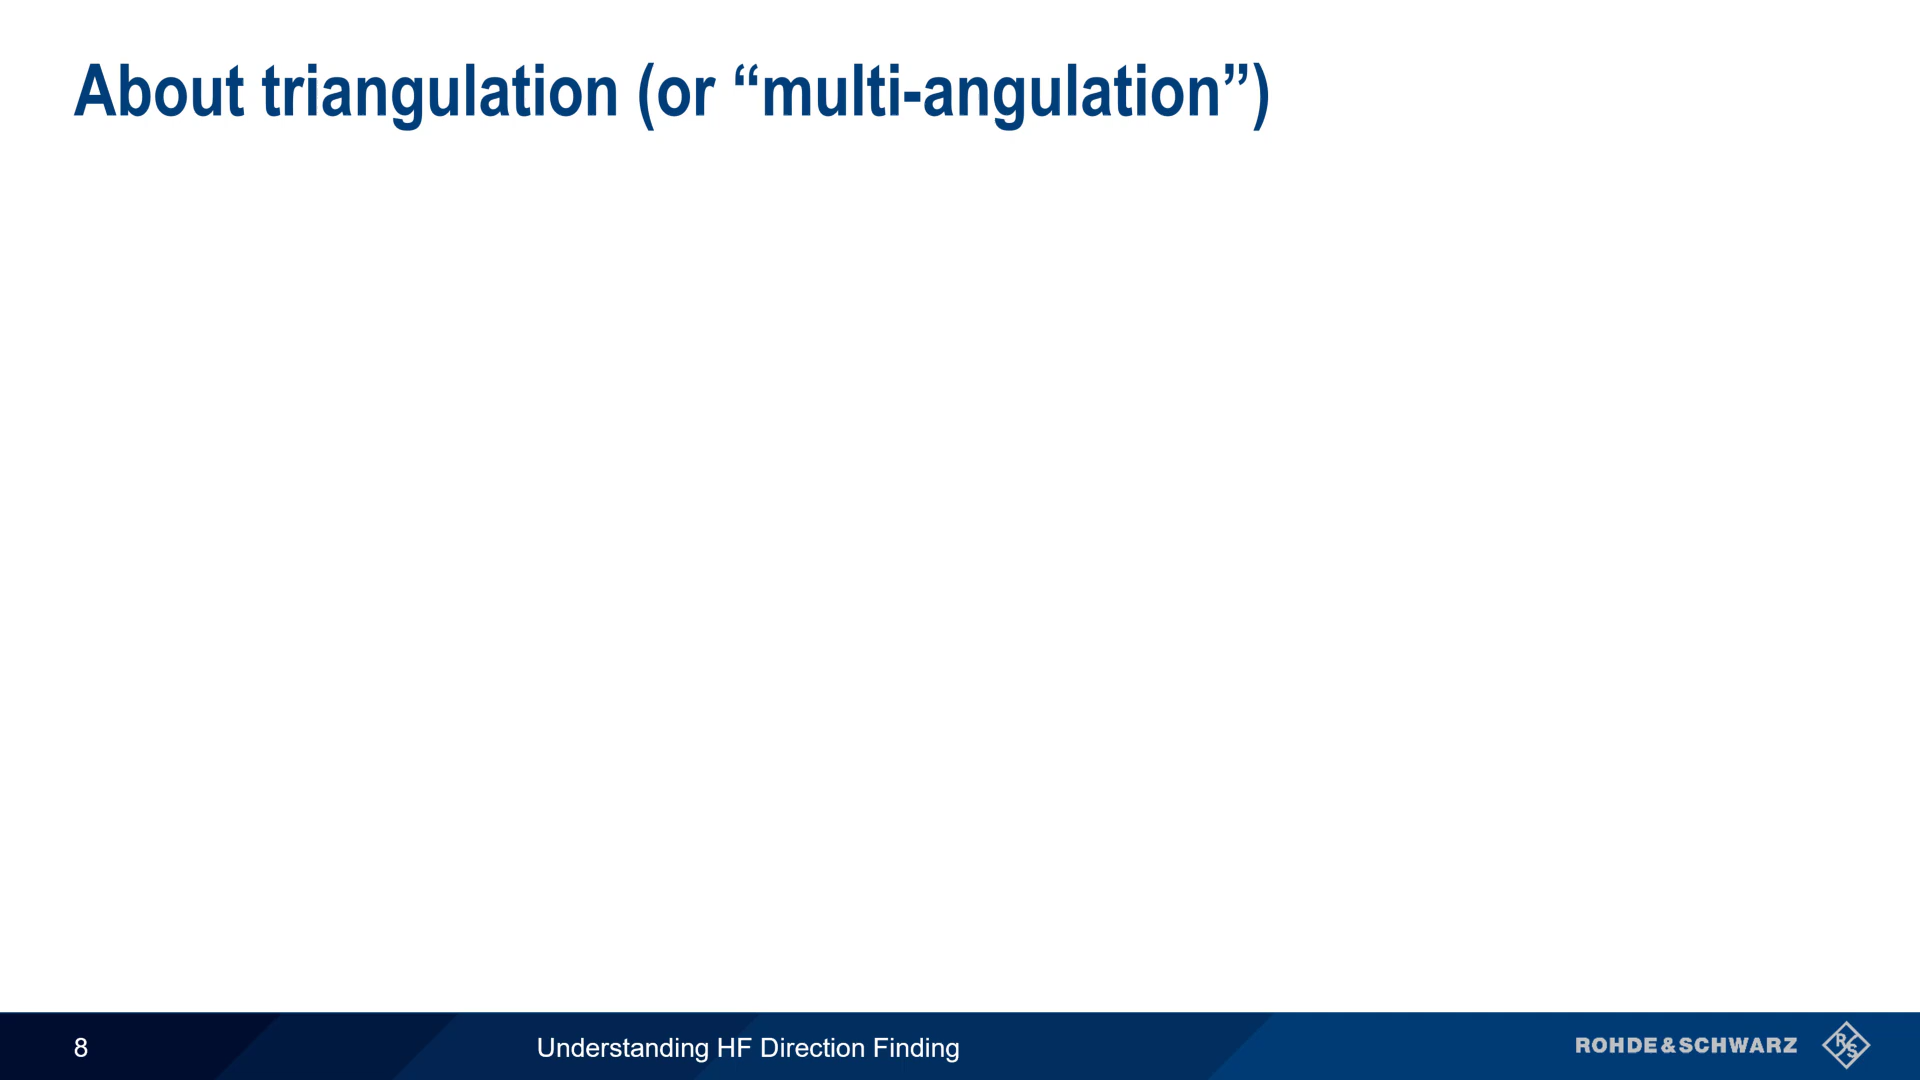 About triangulation (or “multi-angulation”)
8
Understanding HF Direction Finding
ROHDE&SCHWARZ
R
S